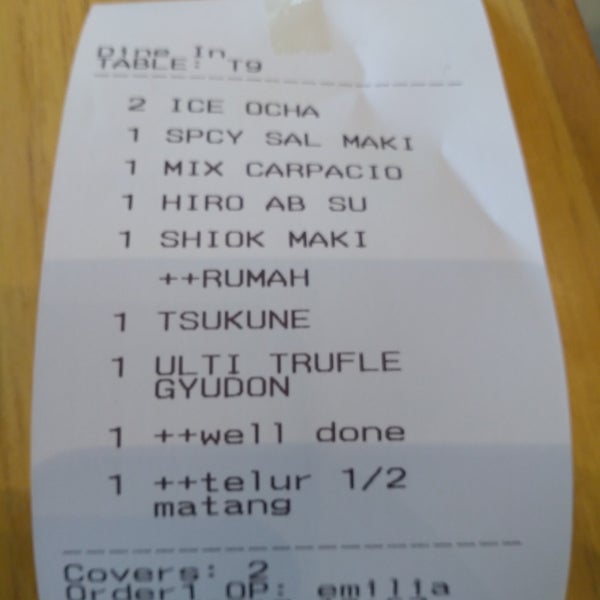 Dine In
TABLE: T9
2 ICE OCHA
1 SPCY SAL MAKI
1 MIX CARPACIO
1 HIRO AB SU
1 SHIOK MAKI
++RUMAH
1 TSUKUNE
1 ULTI TRUFLE
GYUDON
1 ++well done
1 ++telur 1/2
matang
Covers: 2
Order1 OP: emilia